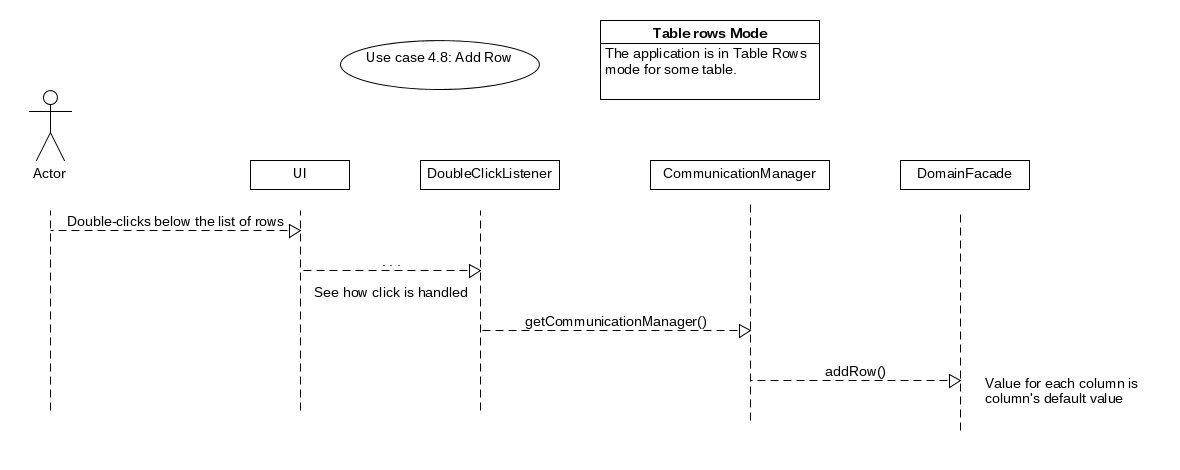 Table rows Mode
Use case 4.8: Add Row
The application is in Table Rows
mode for some table.
Actor
UI
DoubleClickListener
CommunicationManager
DomainFacade
Double-clicks below the list of rows
. . .
See how click is handled
getCommunicationManager()
addRow()
Value for each column is
column's default value